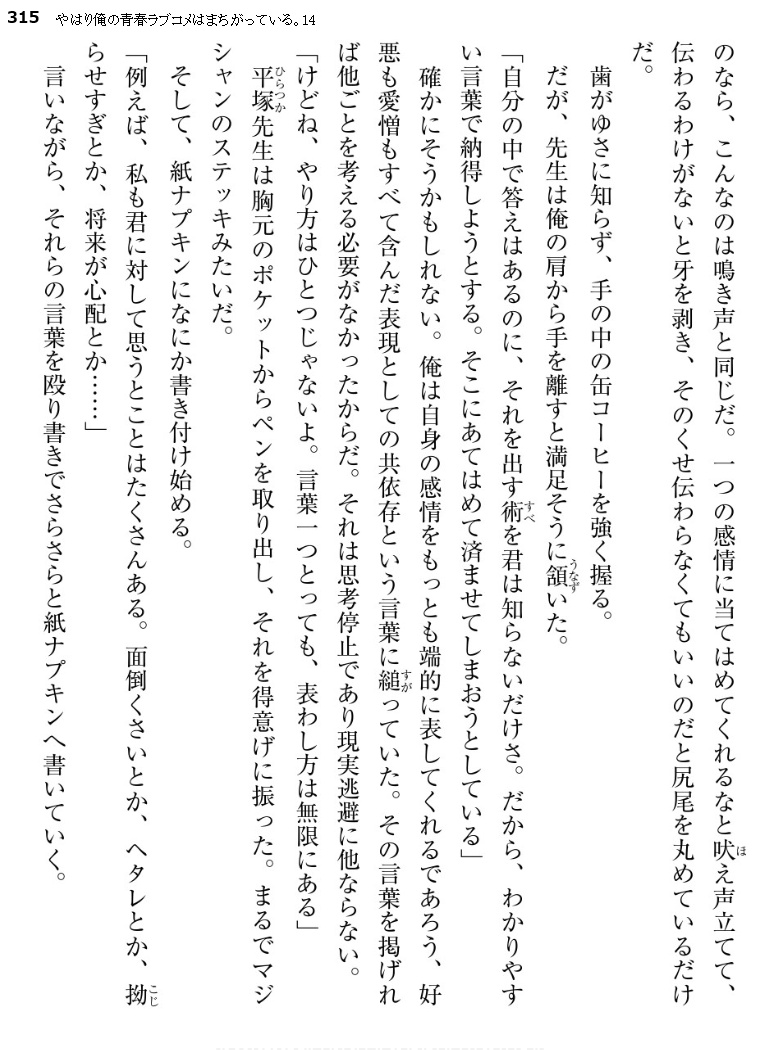 315 やはり俺の青春ラブコメはまちがっている。14
のなら、こんなのは鳴き声と同じだ。一つの感情に当てはめてくれるなと吠え声立てて、
伝わるわけがないと牙を剥き、そのくせ伝わらなくてもいいのだと尻尾を丸めているだけ
だ。
歯がゆさに知らず、手の中の缶コーヒーを強く握る。
だが、先生は俺の肩から手を離すと満足そうに頷いた。
「自分の中で答えはあるのに、それを出す術を君は知らないだけさ。だから、わかりやす
い言葉で納得しようとする。そこにあてはめて済ませてしまおうとしている」
確かにそうかもしれない。俺は自身の感情をもっとも端的に表してくれるであろう、好
悪も愛憎もすべて含んだ表現としての共依存という言葉に縋っていた。その言葉を掲げれ
ば他ごとを考える必要がなかったからだ。それは思考停止であり現実逃避に他ならない。
「けどね、やり方はひとつじゃないよ。言葉一つとっても、表わし方は無限にある」
平塚先生は胸元のポケットからペンを取り出し、それを得意げに振った。まるでマジ
シャンのステッキみたいだ。
そして、紙ナプキンになにか書き付け始める。
「例えば、私も君に対して思うとことはたくさんある。面倒くさいとか、ヘタレとか、拗
らせすぎとか、将来が心配とか……」
言いながら、それらの言葉を殴り書きでさらさらと紙ナプキンへ書いていく。